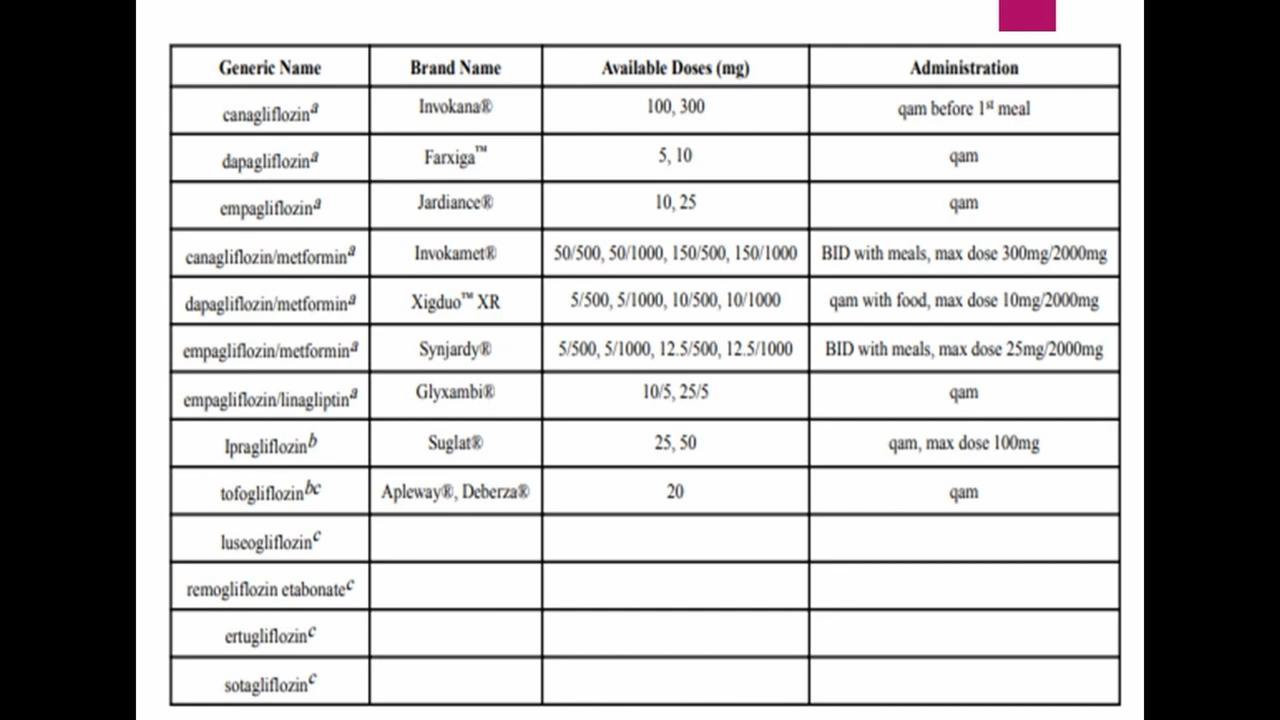 Generic Name Brand Name Available Doses (mg) Administration
canagliflozinᵃ Invokana® 100, 300 qam before 1ˢᵗ meal
dapagliflozinᵃ Farxiga™ 5, 10 qam
empagliflozinᵃ Jardiance® 10, 25 qam
canagliflozin/metforminᵃ Invokamet® 50/500, 50/1000, 150/500, 150/1000 BID with meals, max dose 300mg/2000mg
dapagliflozin/metforminᵃ Xigduo™ XR 5/500, 5/1000, 10/500, 10/1000 qam with food, max dose 10mg/2000mg
empagliflozin/metforminᵃ Synjardy® 5/500, 5/1000, 12.5/500, 12.5/1000 BID with meals, max dose 25mg/2000mg
empagliflozin/linagliptinᵃ Glyxambi® 10/5, 25/5 qam
Ipragliflozinᵇ Suglat® 25, 50 qam, max dose 100mg
tofogliflozinᵇᶜ Apleway®, Deberza® 20 qam
luseogliflozinᶜ
remogliflozin etabonateᶜ
ertugliflozinᶜ
sotagliflozinᶜ